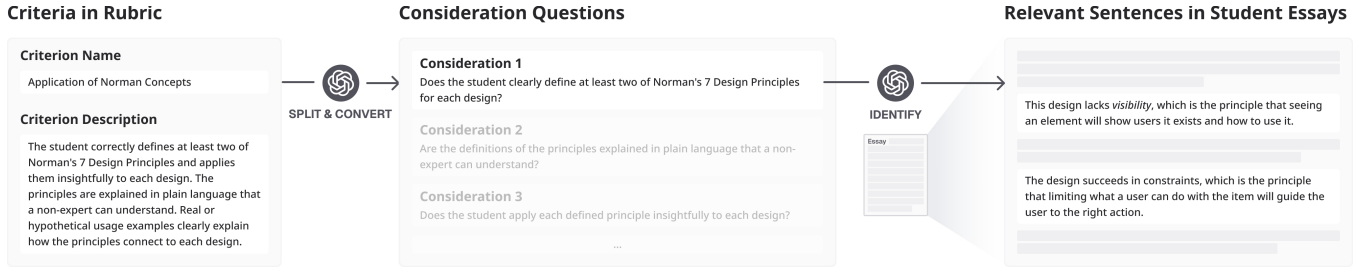 Criteria in Rubric
Criterion Name
Application of Norman Concepts
Criterion Description
The student correctly defines at least two of
Norman's 7 Design Principles and applies
them insightfully to each design. The
principles are explained in plain language that
a non-expert can understand. Real or
hypothetical usage examples clearly explain
how the principles connect to each design.
SPLIT & CONVERT
Consideration Questions
Consideration 1
Does the student clearly define at least two of Norman's 7 Design Principles
for each design?
Consideration 2
Are the definitions of the principles explained in plain language that a non-
expert can understand?
Consideration 3
Does the student apply each defined principle insightfully to each design?
...
IDENTIFY
Essay
Relevant Sentences in Student Essays
This design lacks visibility, which is the principle that seeing
an element will show users it exists and how to use it.
The design succeeds in constraints, which is the principle
that limiting what a user can do with the item will guide the
user to the right action.